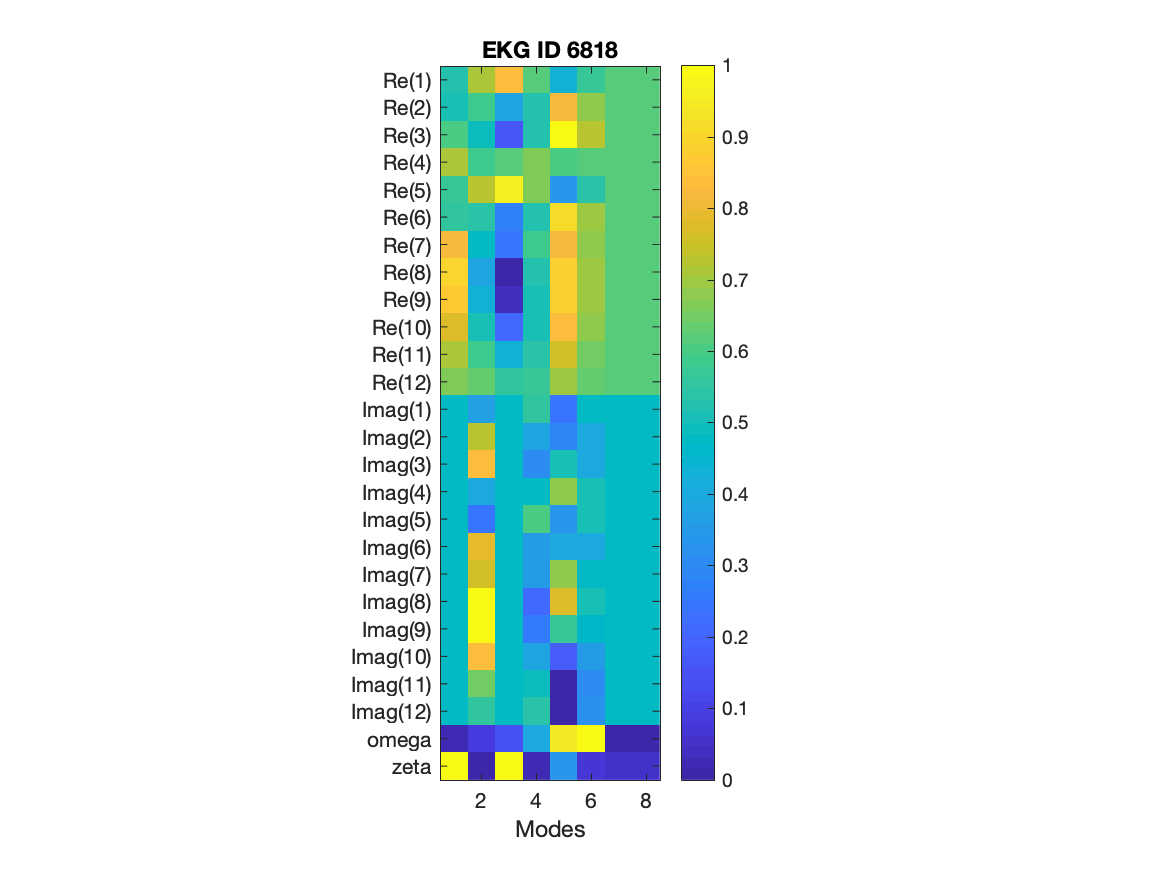 EKG ID 6818
Re(1)
Re(2)
Re(3)
Re(4)
Re(5)
Re(6)
Re(7)
Re(8)
Re(9)
Re(10)
Re(11)
Re(12)
Imag(1)
Imag(2)
Imag(3)
Imag(4)
Imag(5)
Imag(6)
Imag(7)
Imag(8)
Imag(9)
Imag(10)
Imag(11)
Imag(12)
omega
zeta
2 4 6 8
Modes
1
0.9
0.8
0.7
0.6
0.5
0.4
0.3
0.2
0.1
0